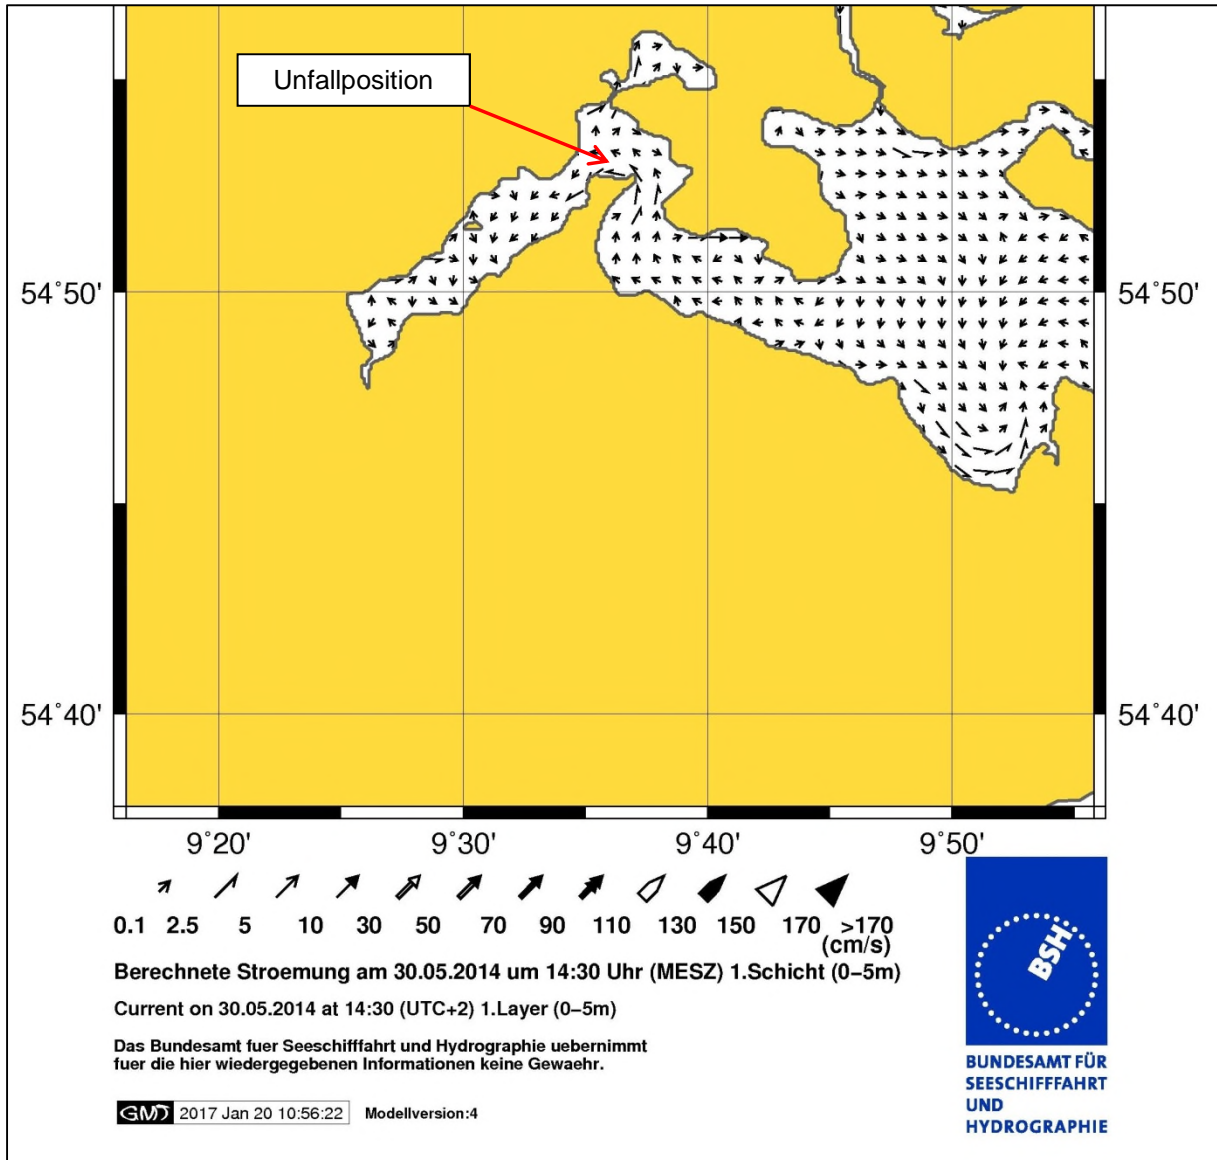 Unfallposition
54°50'
54°50'
54°40'
54°40'
9°20'
9°30'
9°40'
9°50'
0.1 2.5 5 10 30 50 70 90 110 130 150 170 >170
(cm/s)
Berechnete Stroemung am 30.05.2014 um 14:30 Uhr (MESZ) 1.Schicht (0–5m)
Current on 30.05.2014 at 14:30 (UTC+2) 1.Layer (0–5m)
Das Bundesamt fuer Seeschifffahrt und Hydrographie uebernimmt
fuer die hier wiedergegebenen Informationen keine Gewaehr.
GMT 2017 Jan 20 10:56:22 Modellversion:4
BSH
BUNDESAMT FÜR
SEESCHIFFFAHRT
UND
HYDROGRAPHIE